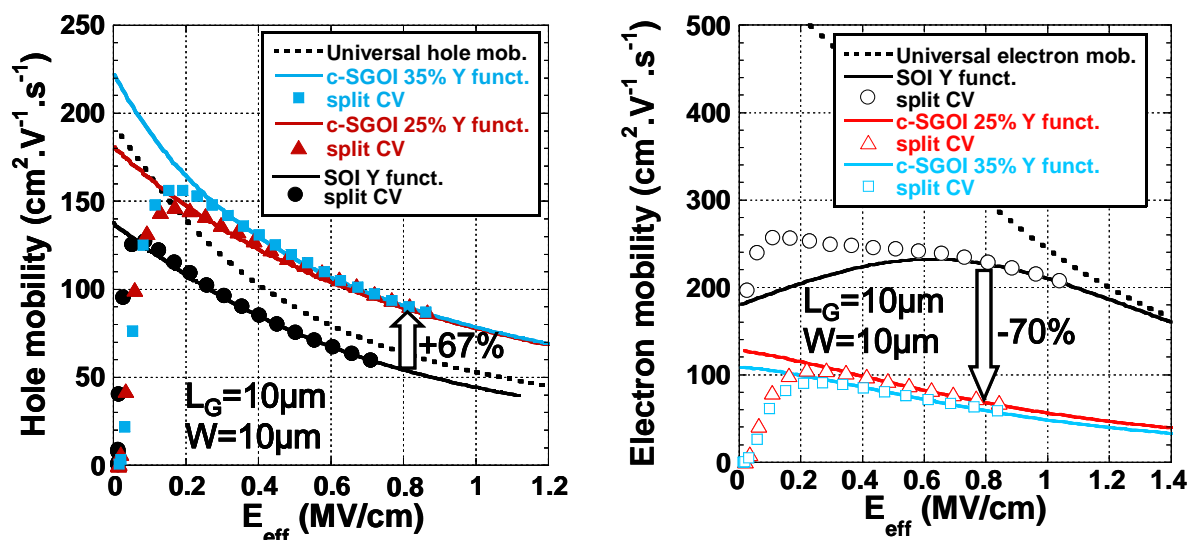 250
200
150
100
50
0
Hole mobility (cm².V⁻¹.s⁻¹)
Universal hole mob.
c-SGOI 35% Y funct.
split CV
c-SGOI 25% Y funct.
split CV
SOI Y funct.
split CV
+67%
L_G=10µm
W=10µm
0 0.2 0.4 0.6 0.8 1 1.2
E_eff (MV/cm)
500
400
300
200
100
0
Electron mobility (cm².V⁻¹.s⁻¹)
Universal electron mob.
SOI Y funct.
split CV
c-SGOI 25% Y funct.
split CV
c-SGOI 35% Y funct.
split CV
L_G=10µm
W=10µm
-70%
0 0.2 0.4 0.6 0.8 1 1.2 1.4
E_eff (MV/cm)